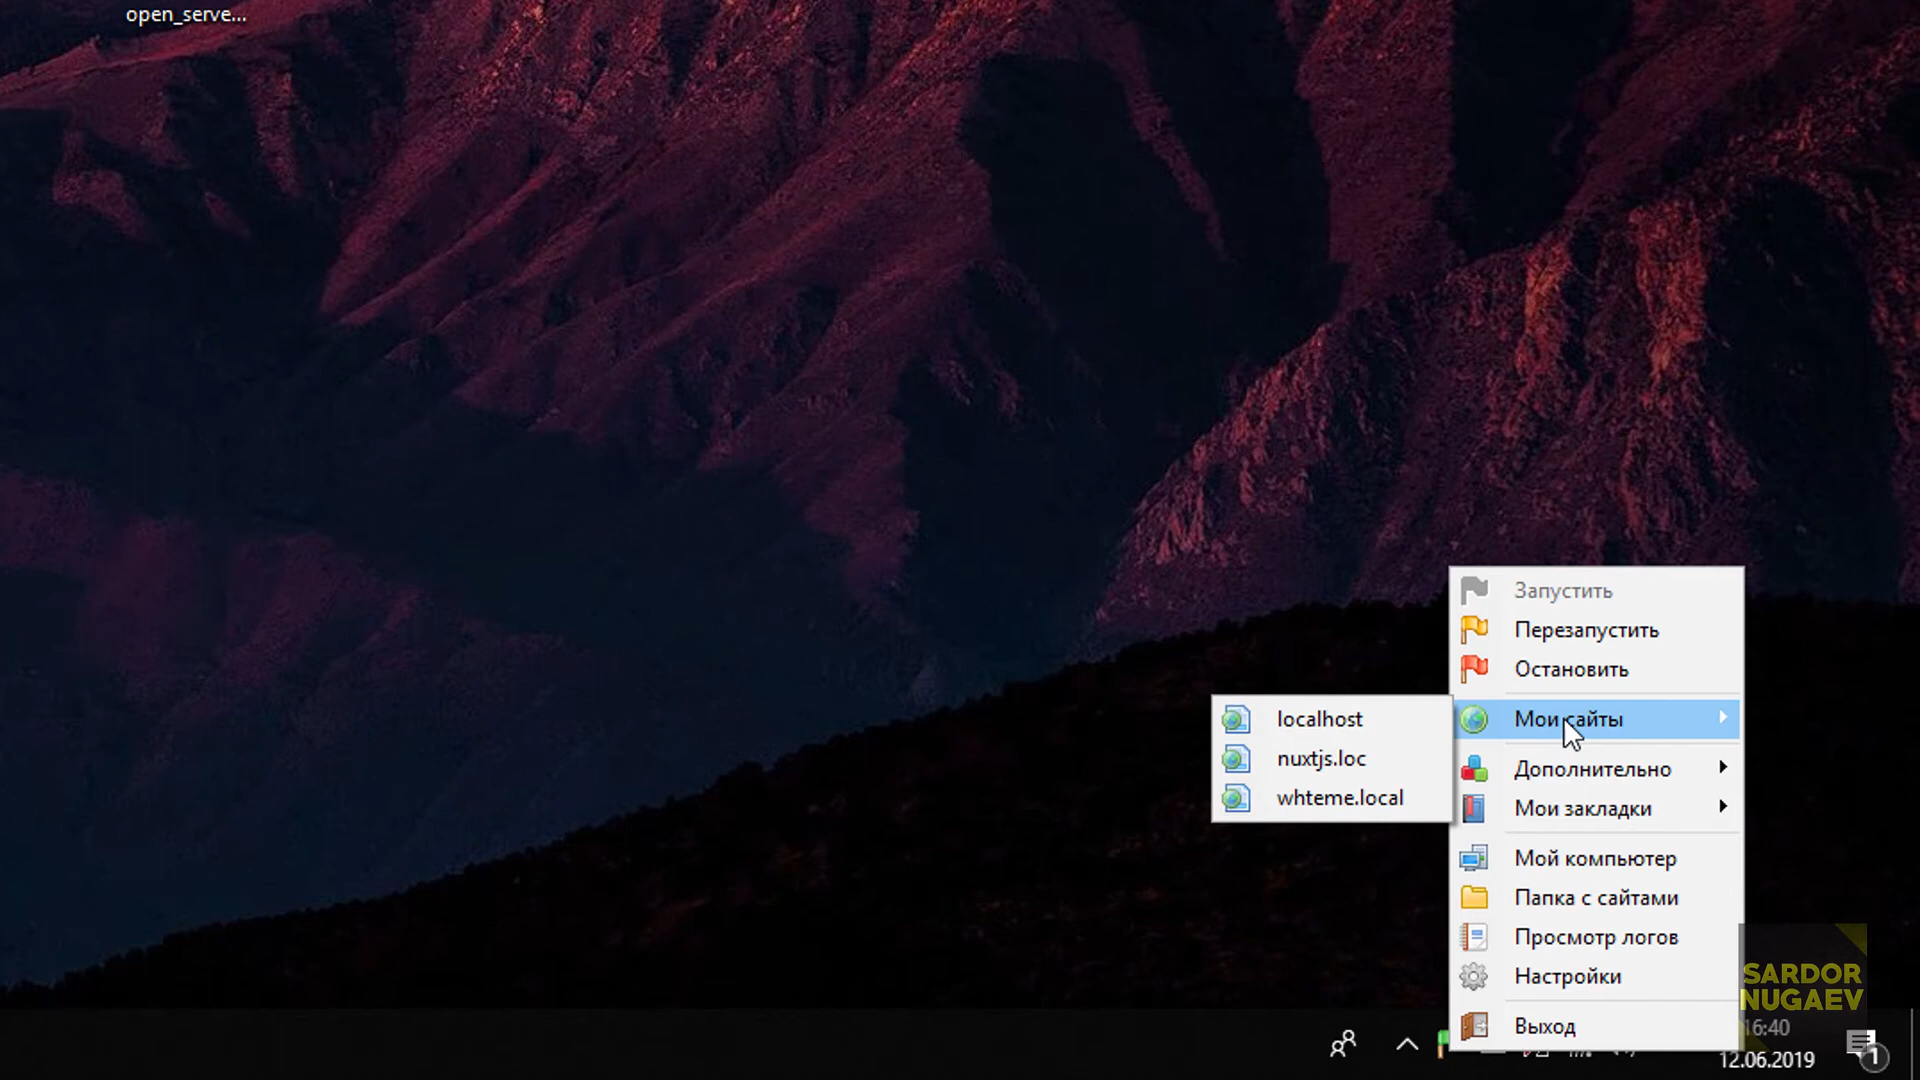 open_serve...
Запустить
Перезапустить
Остановить
Мои сайты
localhost
nuxtjs.loc
whteme.local
Дополнительно
Мои закладки
Мой компьютер
Папка с сайтами
Просмотр логов
Настройки
Выход
SARDOR
NUGAEV
16:40
12.06.2019
1